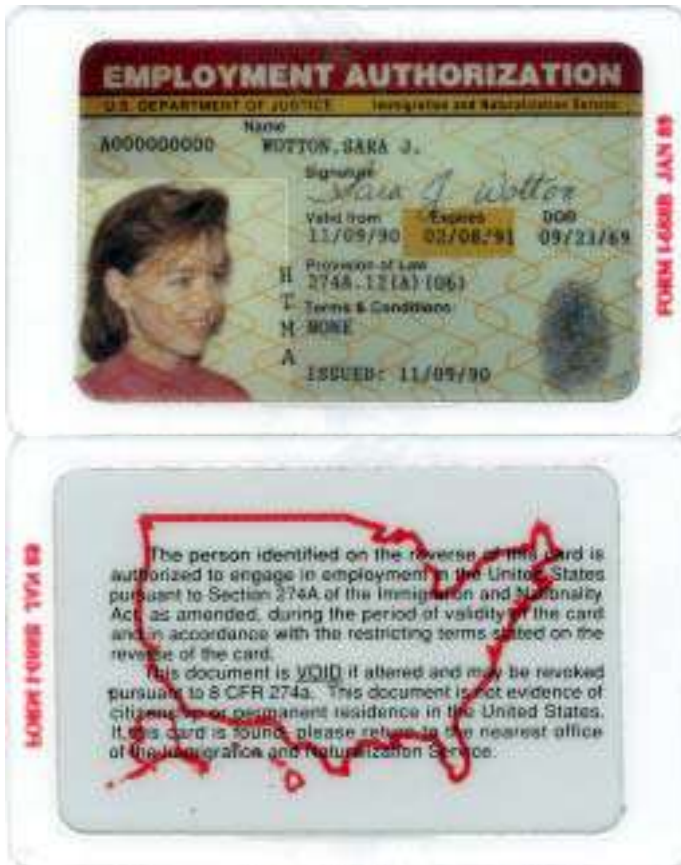 EMPLOYMENT AUTHORIZATION
U.S. DEPARTMENT OF JUSTICE Immigration and Naturalization Service
Name
A000000000 WOTTON, SARA J.
Signature
Sara J Wotton
Valid from Expires DOB
11/09/90 02/08/91 09/23/69
Provision of Law
274A.12(A)(06)
Terms & Conditions
NONE
H
T
M
A
ISSUED: 11/09/90
FORM I-688B JAN 89
The person identified on the reverse of this card is
authorized to engage in employment in the United States
pursuant to Section 274A of the Immigration and Nationality
Act, as amended, during the period of validity of the card
and in accordance with the restricting terms stated on the
reverse of the card.
This document is VOID if altered and may be revoked
pursuant to 8 CFR 274a. This document is not evidence of
citizenship or permanent residence in the United States.
If this card is found, please return to the nearest office
of the Immigration and Naturalization Service.
FORM I-688B JAN 89